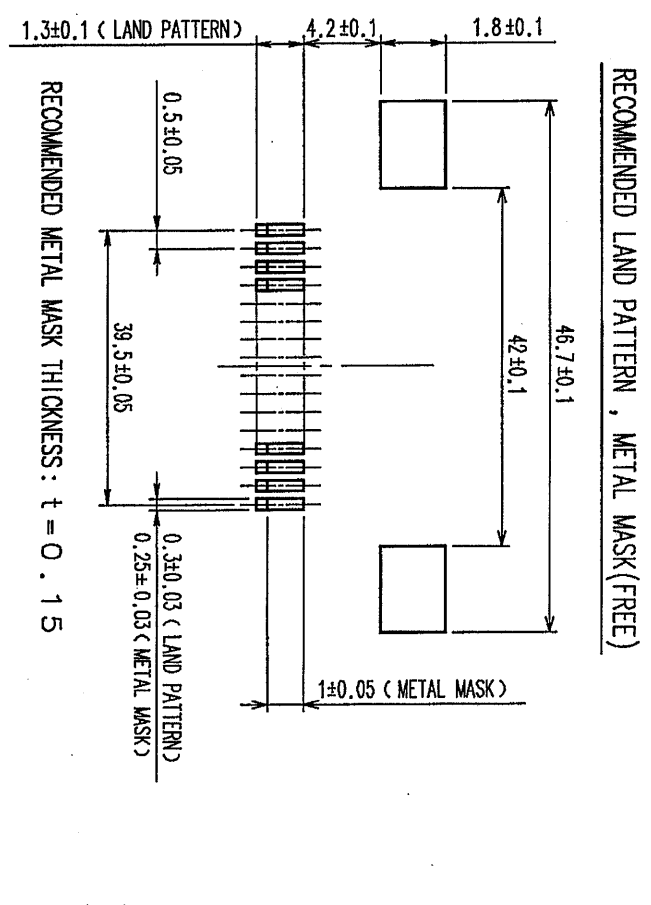 RECOMMENDED LAND PATTERN , METAL MASK(FREE)
1.3±0.1 ( LAND PATTERN)
4.2±0.1
1.8±0.1
46.7±0.1
42±0.1
0.5±0.05
39.5±0.05
0.3±0.03 ( LAND PATTERN)
0.25±0.03 ( METAL MASK)
1±0.05 ( METAL MASK)
RECOMMENDED METAL MASK THICKNESS: t=0.15